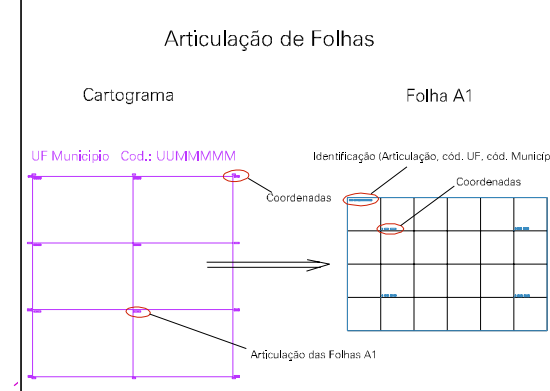 Articulação de Folhas
Cartograma
Folha A1
UF Municipio Cod.: UUMMMMM
Identificação (Articulação, cód. UF, cód. Municíp
Coordenadas
Coordenadas
Articulação das Folhas A1